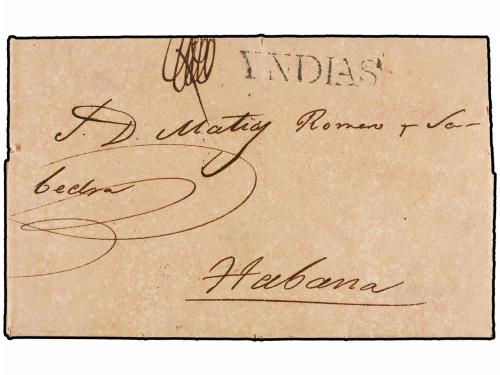 YNDIAS
S. D. Matias Romero y Sa-
bedra
Habana